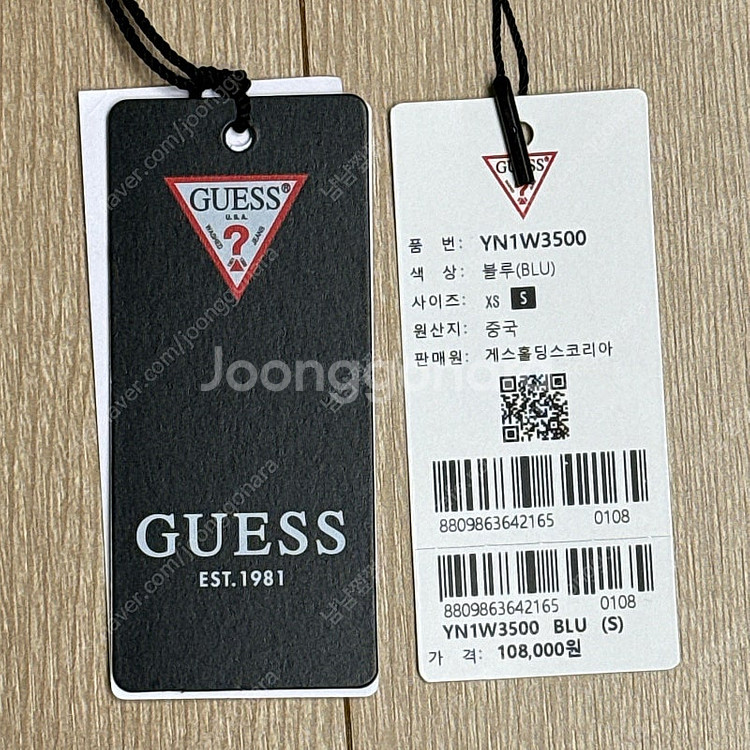 GUESS®
U.S.A.
WASHED
?
JEANS
GUESS
EST.1981
GUESS®
?
품 번: YN1W3500
색 상: 블루(BLU)
사이즈: XS S
원산지: 중국
판매원: 게스홀딩스코리아
8809863642165 0108
8809863642165 0108
YN1W3500 BLU (S)
가 격: 108,000원
Joonggonara